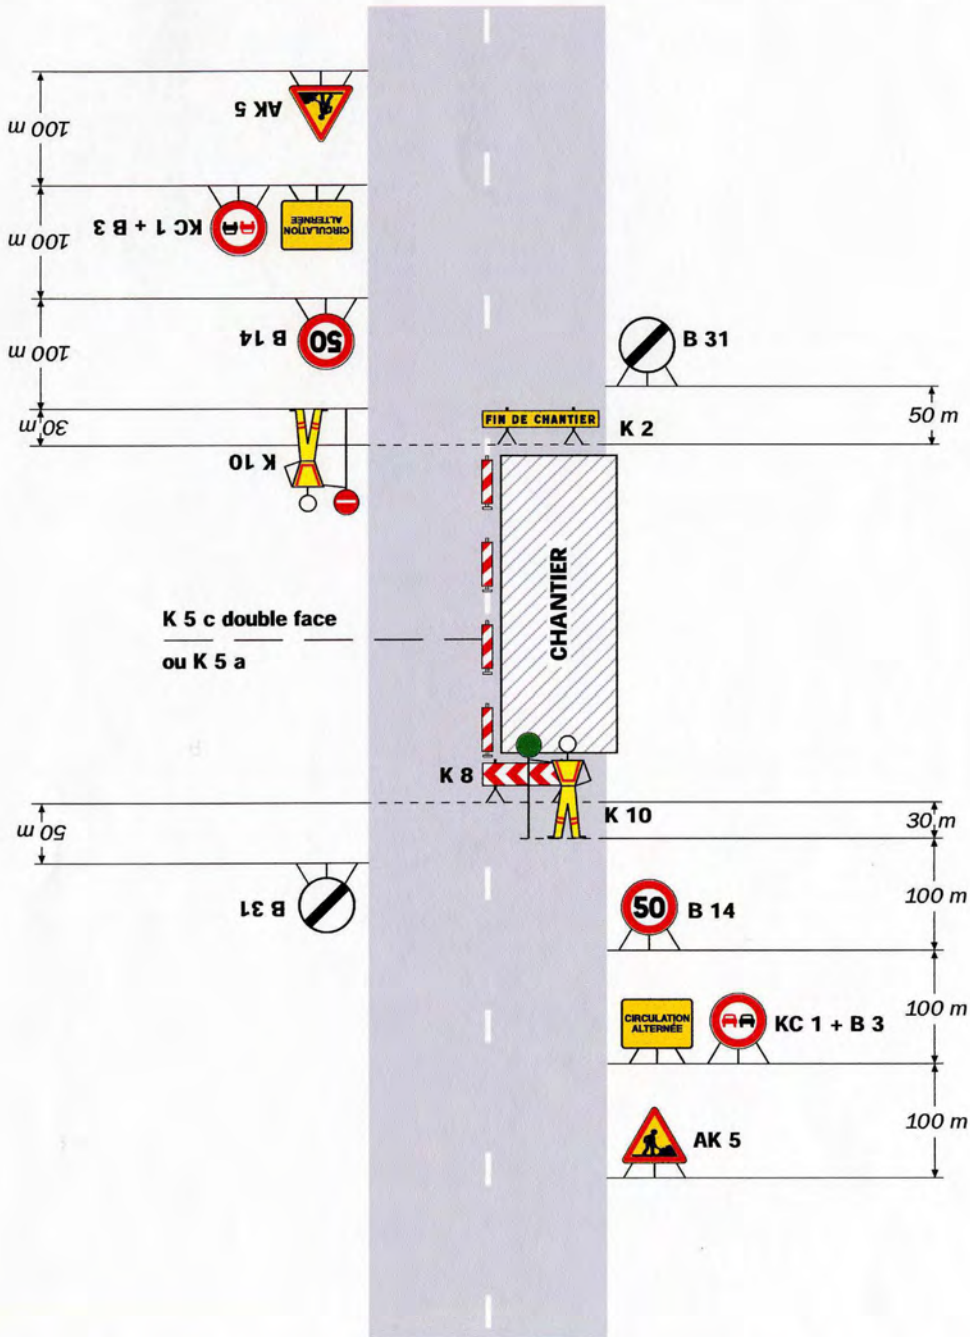 100 m
AK 5
100 m
KC 1 + B 3
CIRCULATION
ALTERNÉE
100 m
B 14
50
B 31
30 m
FIN DE CHANTIER
K 2
50 m
K 10
CHANTIER
K 5 c double face
ou K 5 a
K 8
50 m
K 10
30 m
B 31
50
B 14
100 m
CIRCULATION
ALTERNÉE
KC 1 + B 3
100 m
AK 5
100 m